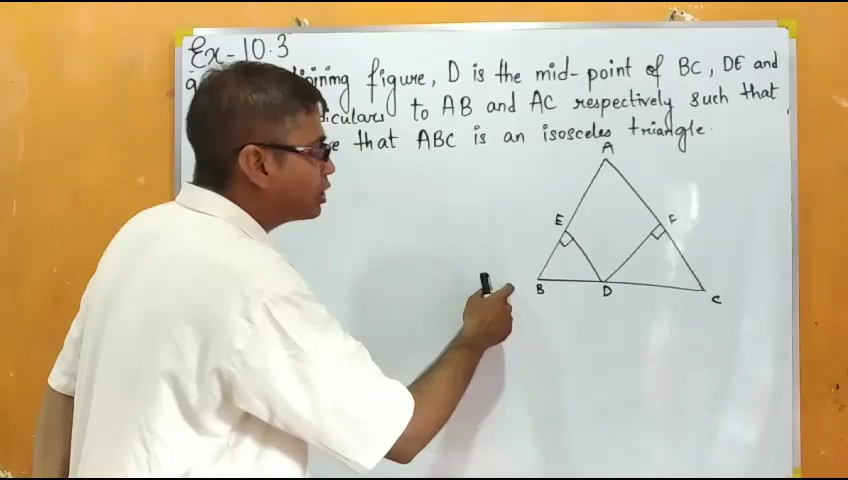 Ex-10.3
figure, D is the mid-point of BC, DE and
to AB and AC respectively such that
that ABC is an isosceles triangle.
A
E F
B D C